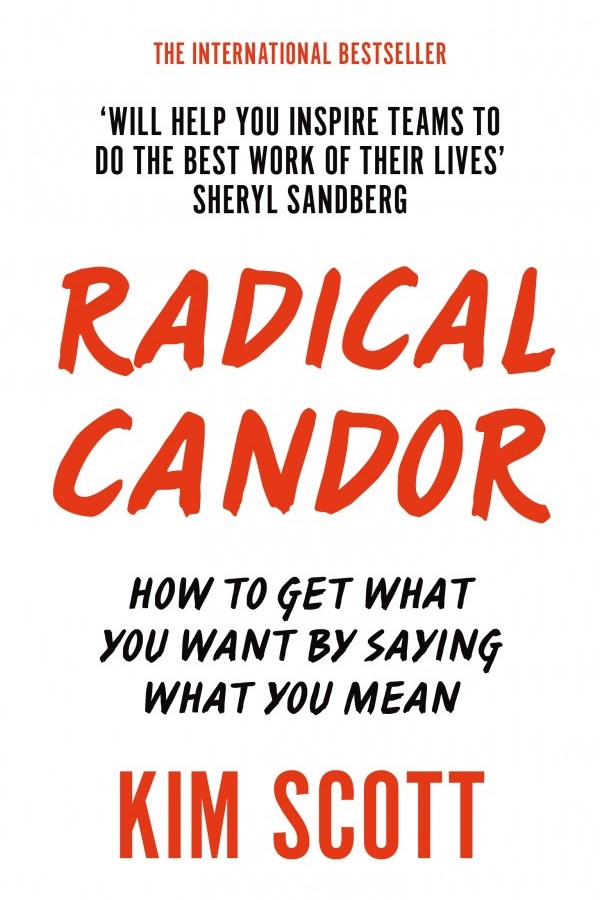 THE INTERNATIONAL BESTSELLER
‘WILL HELP YOU INSPIRE TEAMS TO
DO THE BEST WORK OF THEIR LIVES’
SHERYL SANDBERG
RADICAL
CANDOR
HOW TO GET WHAT
YOU WANT BY SAYING
WHAT YOU MEAN
KIM SCOTT